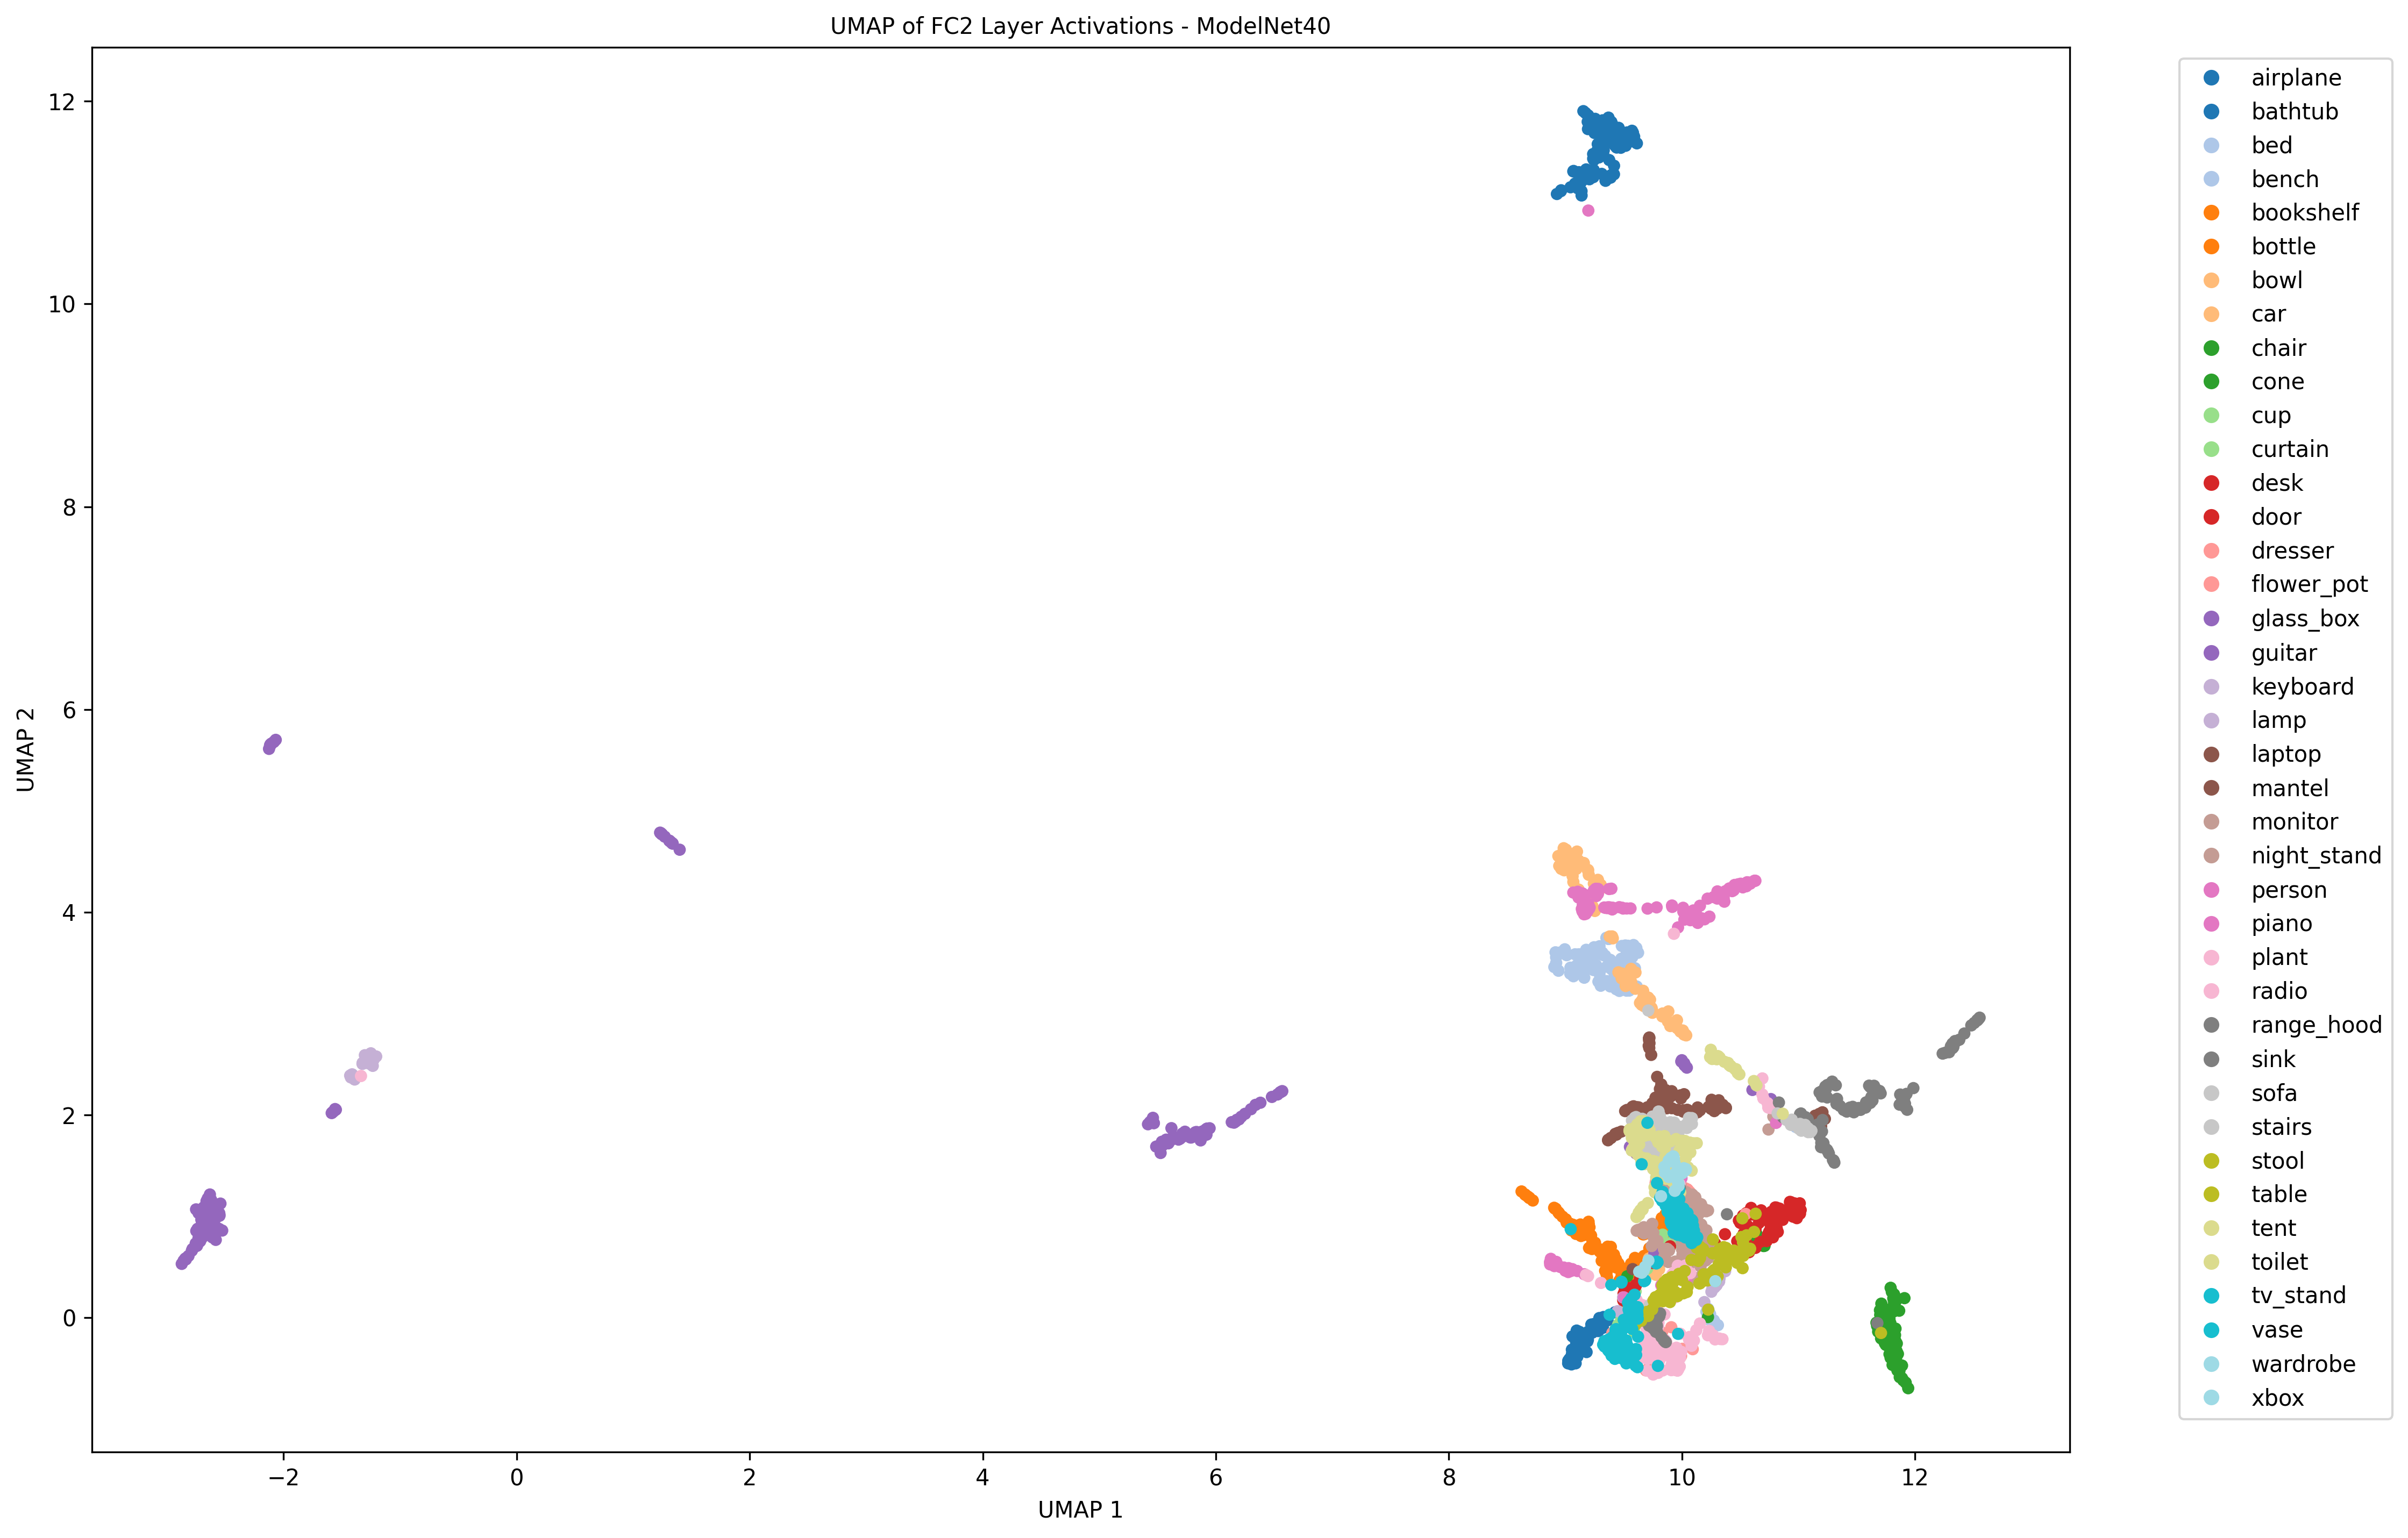 UMAP of FC2 Layer Activations - ModelNet40
12
10
8
6
4
2
0
UMAP 2
−2
0
2
4
6
8
10
12
UMAP 1
airplane
bathtub
bed
bench
bookshelf
bottle
bowl
car
chair
cone
cup
curtain
desk
door
dresser
flower_pot
glass_box
guitar
keyboard
lamp
laptop
mantel
monitor
night_stand
person
piano
plant
radio
range_hood
sink
sofa
stairs
stool
table
tent
toilet
tv_stand
vase
wardrobe
xbox